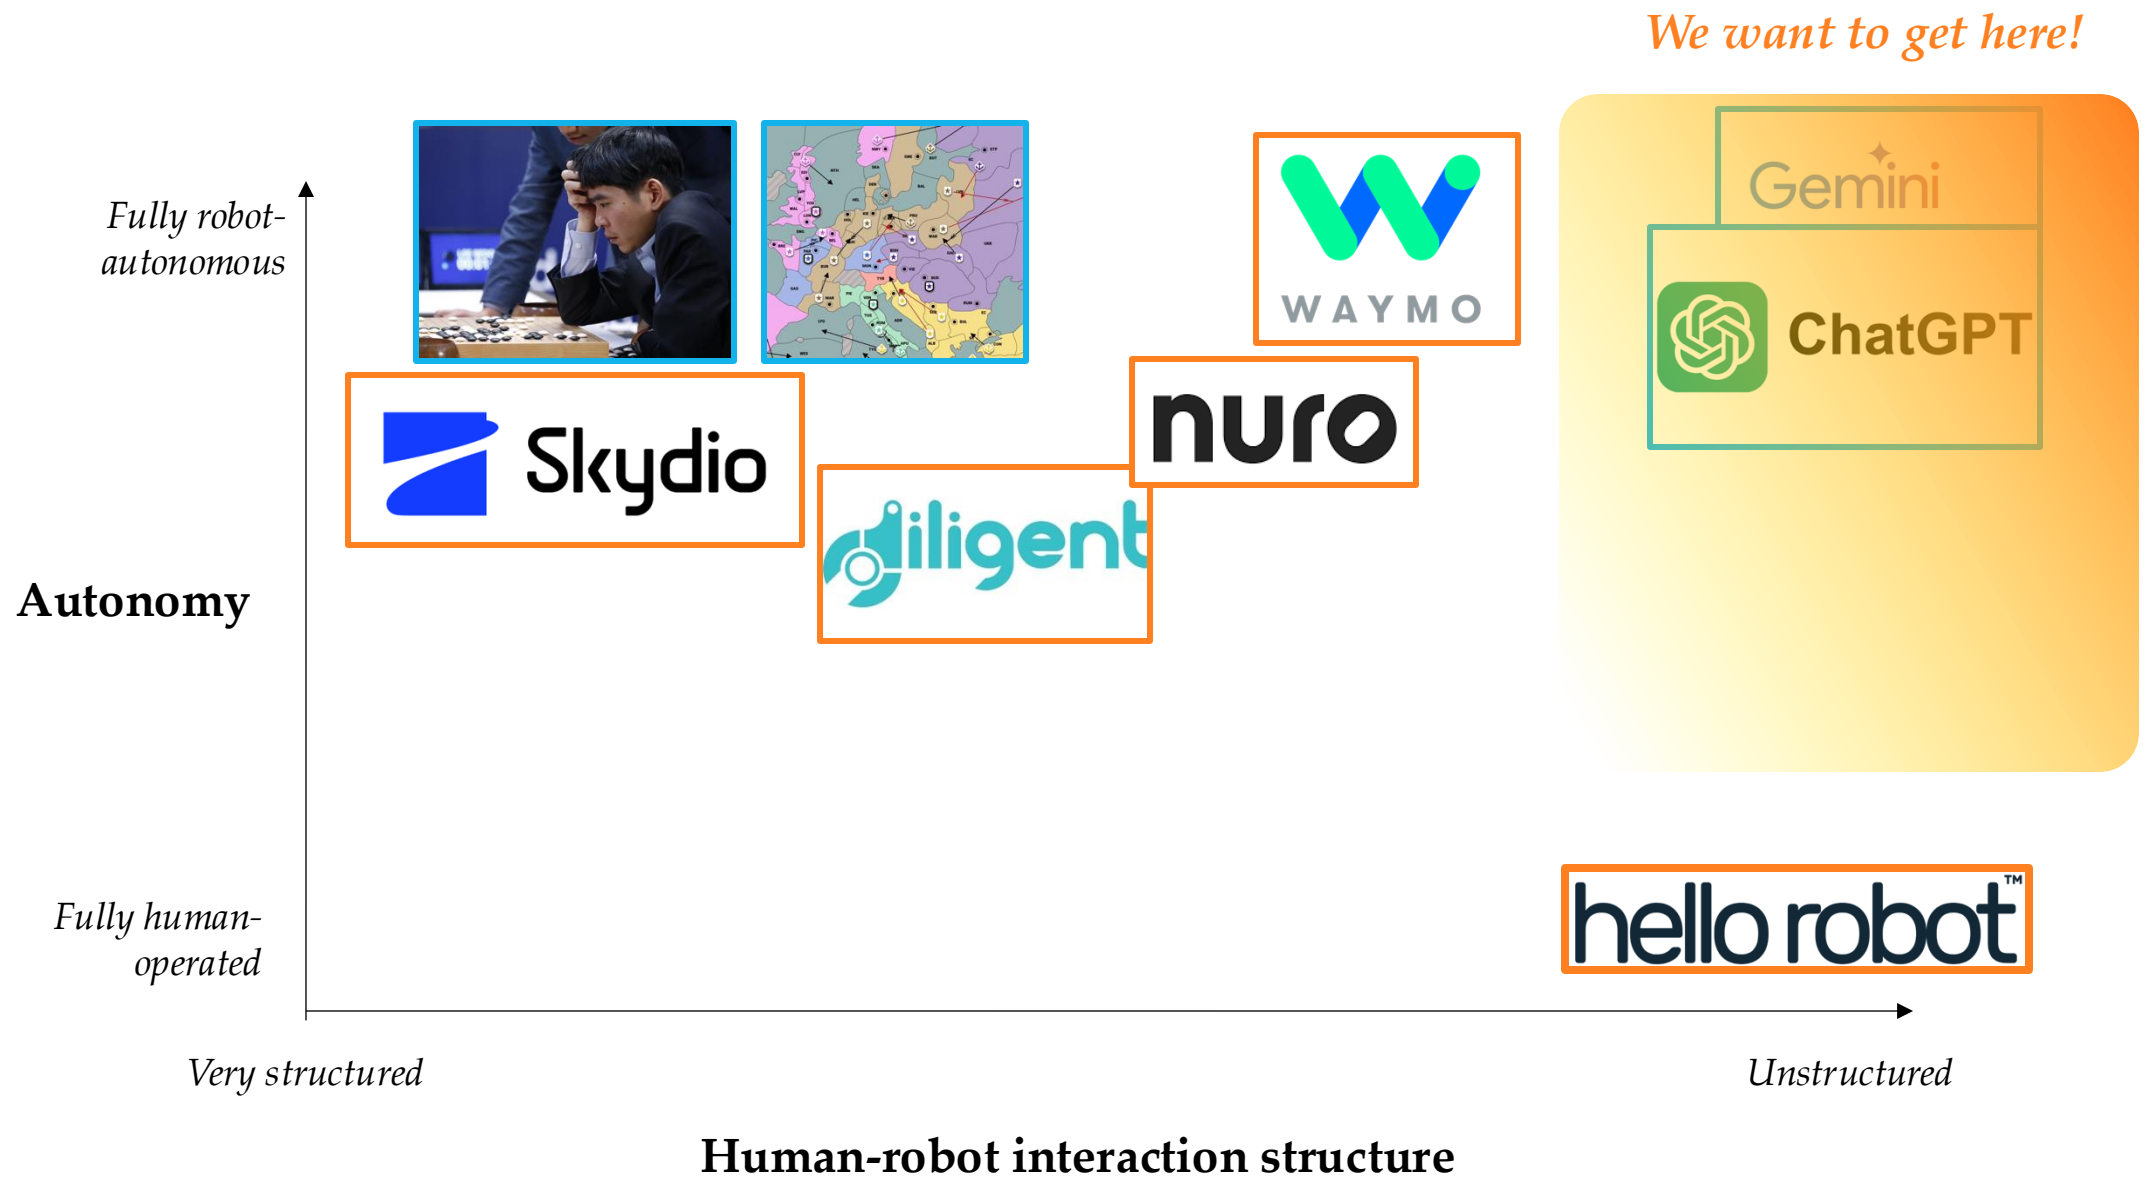 We want to get here!
Fully robot-
autonomous
WAYMO
Gemini
ChatGPT
nuro
Skydio
diligent
Autonomy
Fully human-
operated
hello robot™
Very structured
Unstructured
Human-robot interaction structure